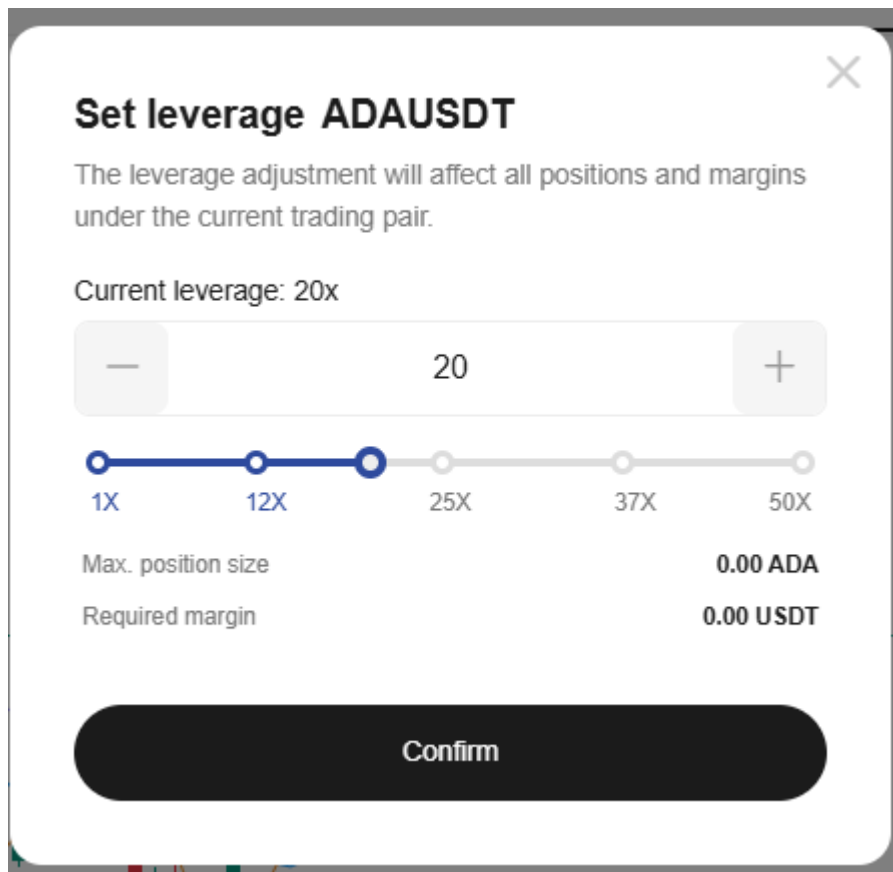 Set leverage ADAUSDT
The leverage adjustment will affect all positions and margins
under the current trading pair.
Current leverage: 20x
20
1X 12X 25X 37X 50X
Max. position size 0.00 ADA
Required margin 0.00 USDT
Confirm